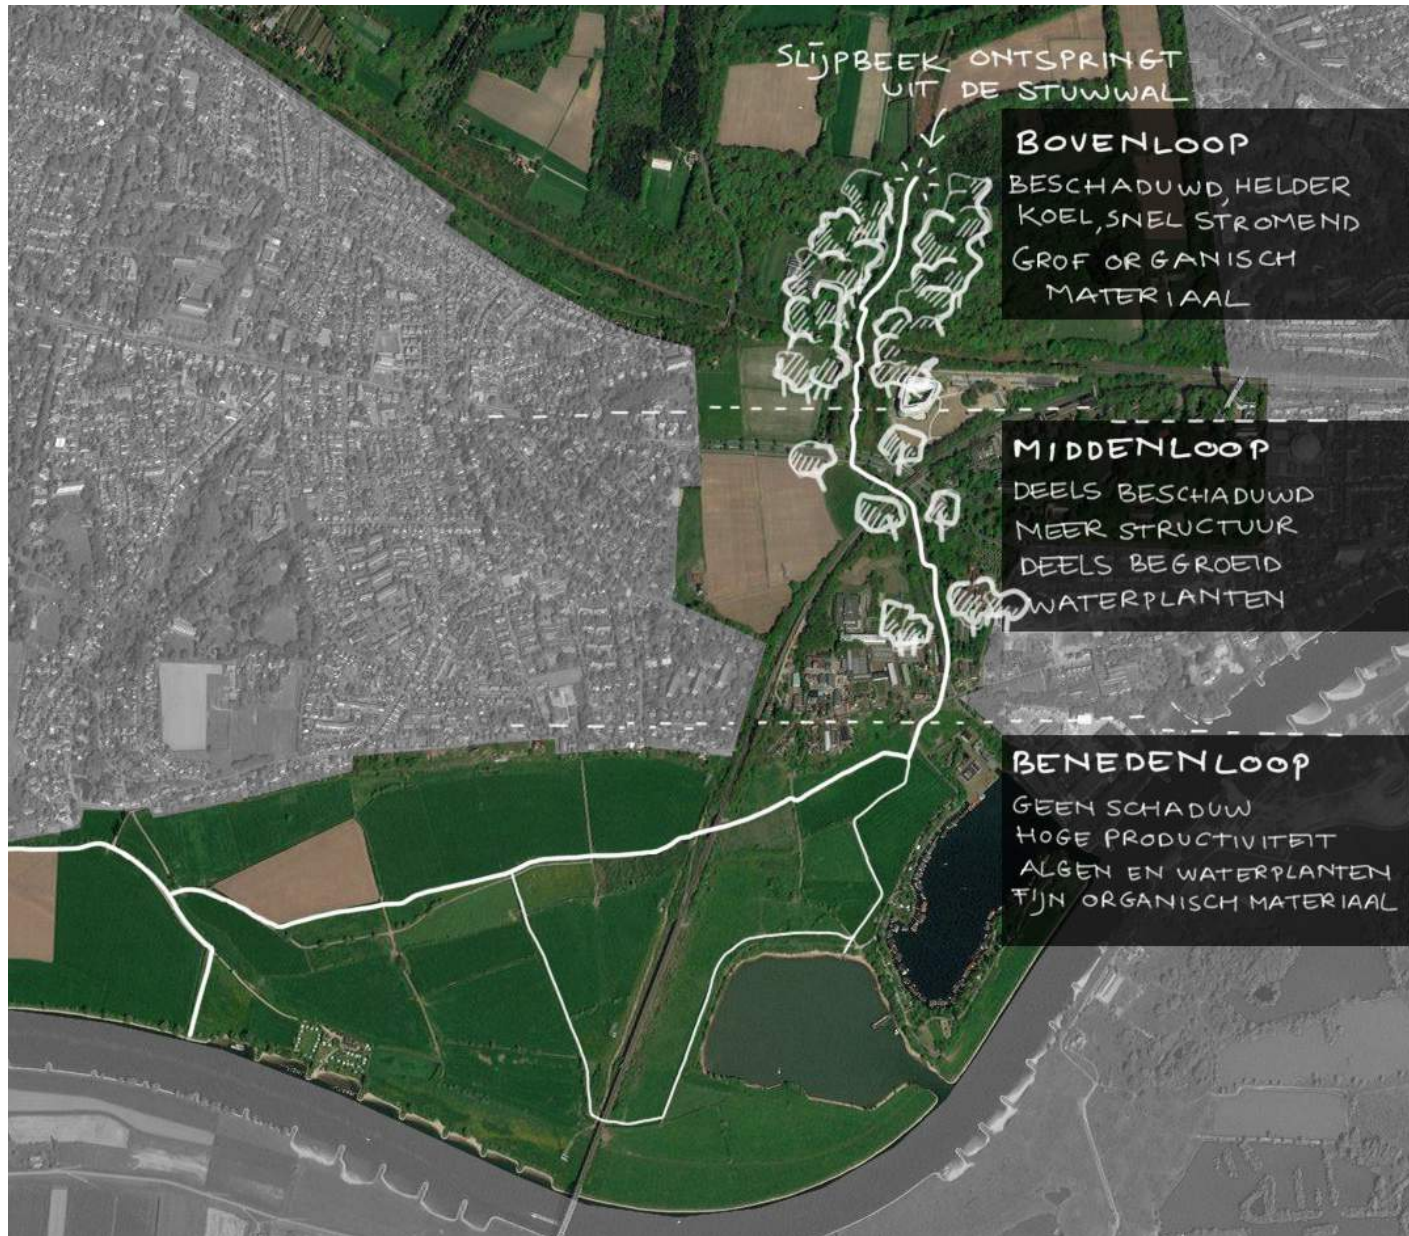 SLIJPBEEK ONTSPRINGT
UIT DE STUWWAL
BOVENLOOP
BESCHADUWD, HELDER
KOEL, SNEL STROMEND
GROF ORGANISCH
MATERIAAL
MIDDENLOOP
DEELS BESCHADUWD
MEER STRUCTUUR
DEELS BEGROEID
WATERPLANTEN
BENEDENLOOP
GEEN SCHADUW
HOGE PRODUCTIVITEIT
ALGEN EN WATERPLANTEN
FIJN ORGANISCH MATERIAAL